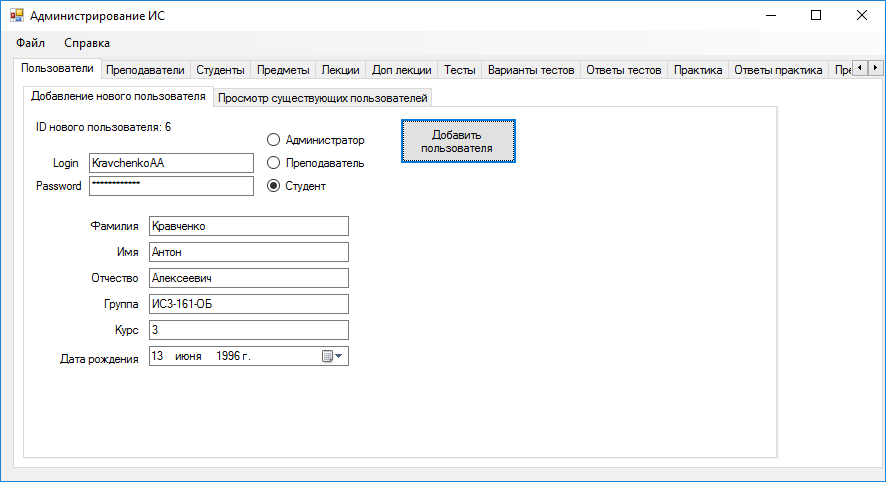 Администрирование ИС
Файл Справка
Пользователи Преподаватели Студенты Предметы Лекции Доп лекции Тесты Варианты тестов Ответы тестов Практика Ответы практика Пре
Добавление нового пользователя Просмотр существующих пользователей
ID нового пользователя: 6
Администратор
Добавить
пользователя
Login KravchenkoAA
Преподаватель
Password ************
Студент
Фамилия Кравченко
Имя Антон
Отчество Алексеевич
Группа ИСЗ-161-ОБ
Курс 3
Дата рождения 13 июня 1996 г.